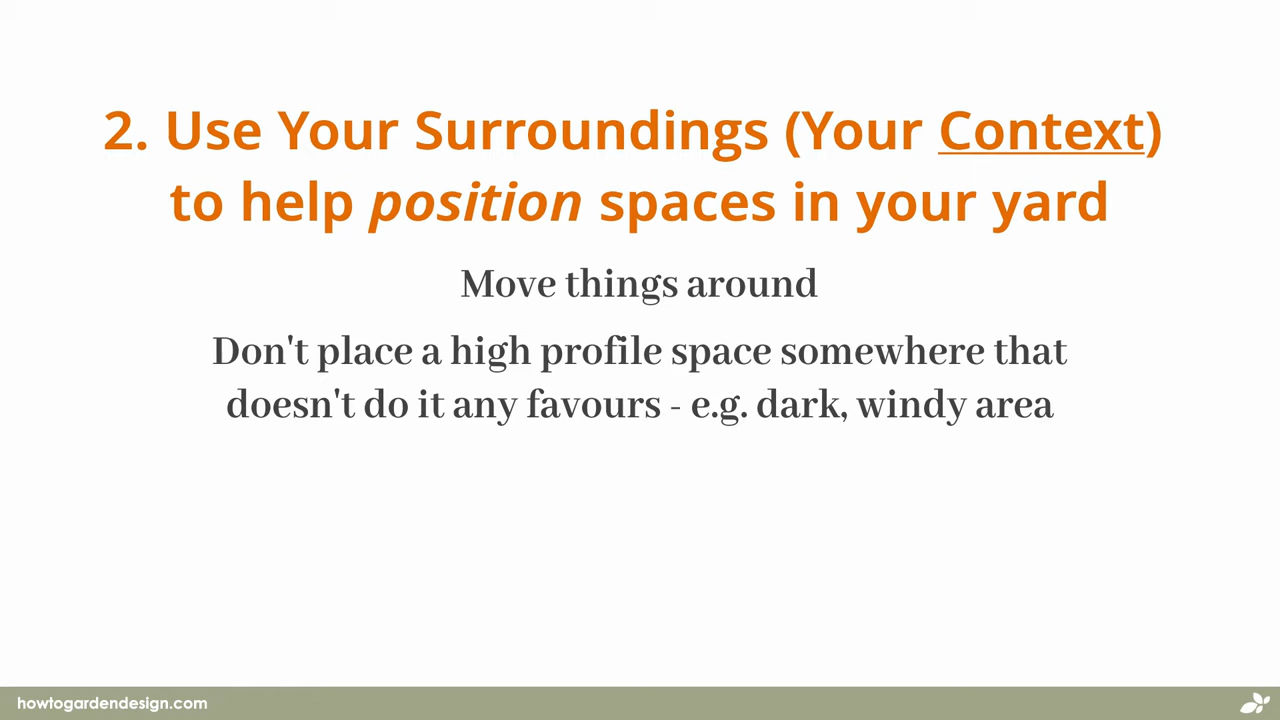 2. Use Your Surroundings (Your Context)
to help position spaces in your yard
Move things around
Don't place a high profile space somewhere that
doesn't do it any favours - e.g. dark, windy area
howtogardendesign.com